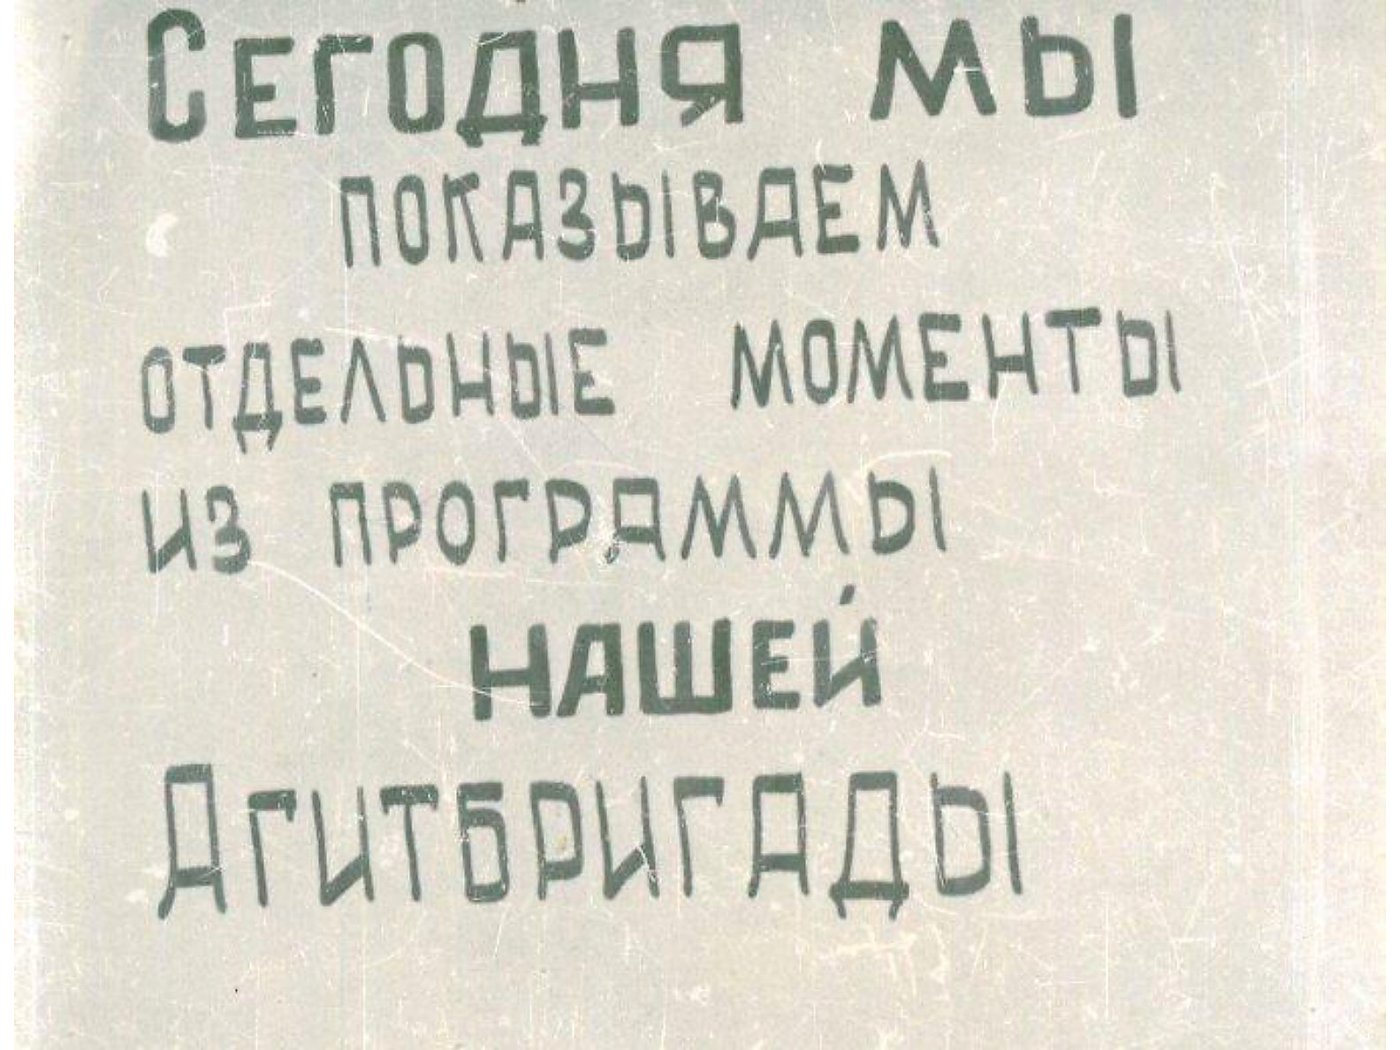 Сегодня мы
показываем
отдельные моменты
из программы
нашей
Агитбригады